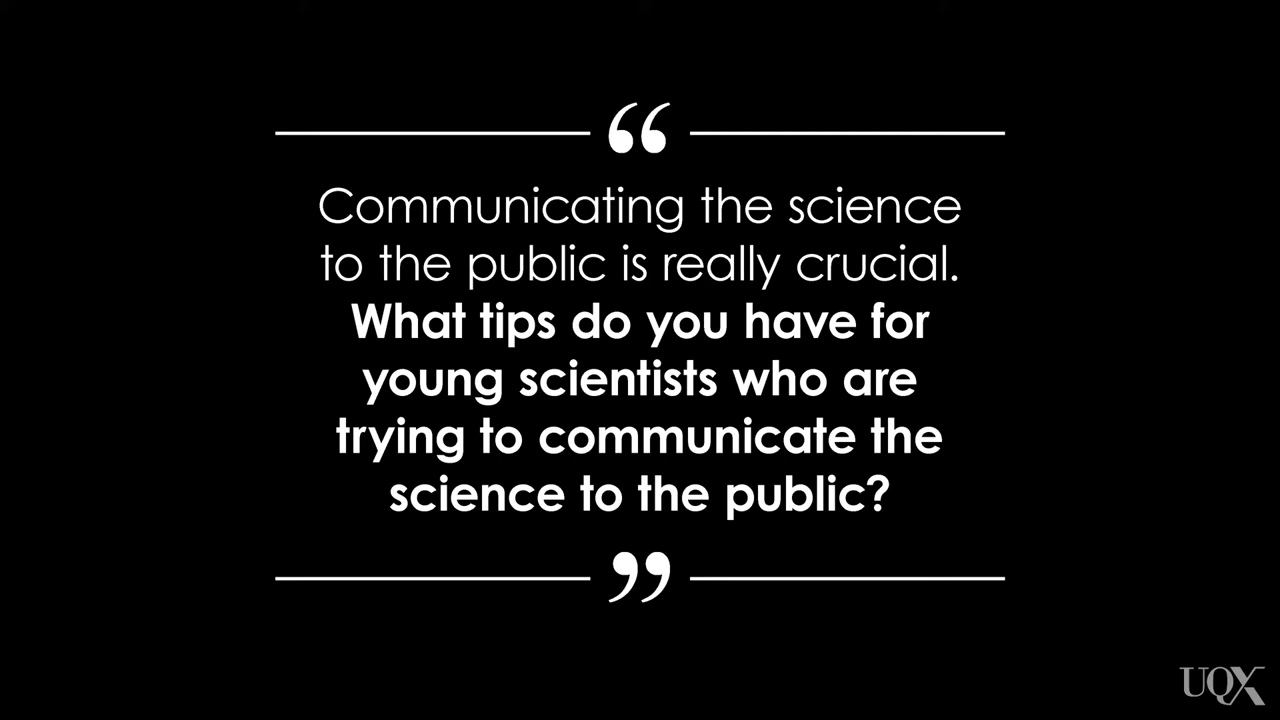 “
Communicating the science
to the public is really crucial.
What tips do you have for
young scientists who are
trying to communicate the
science to the public?
”
UQX